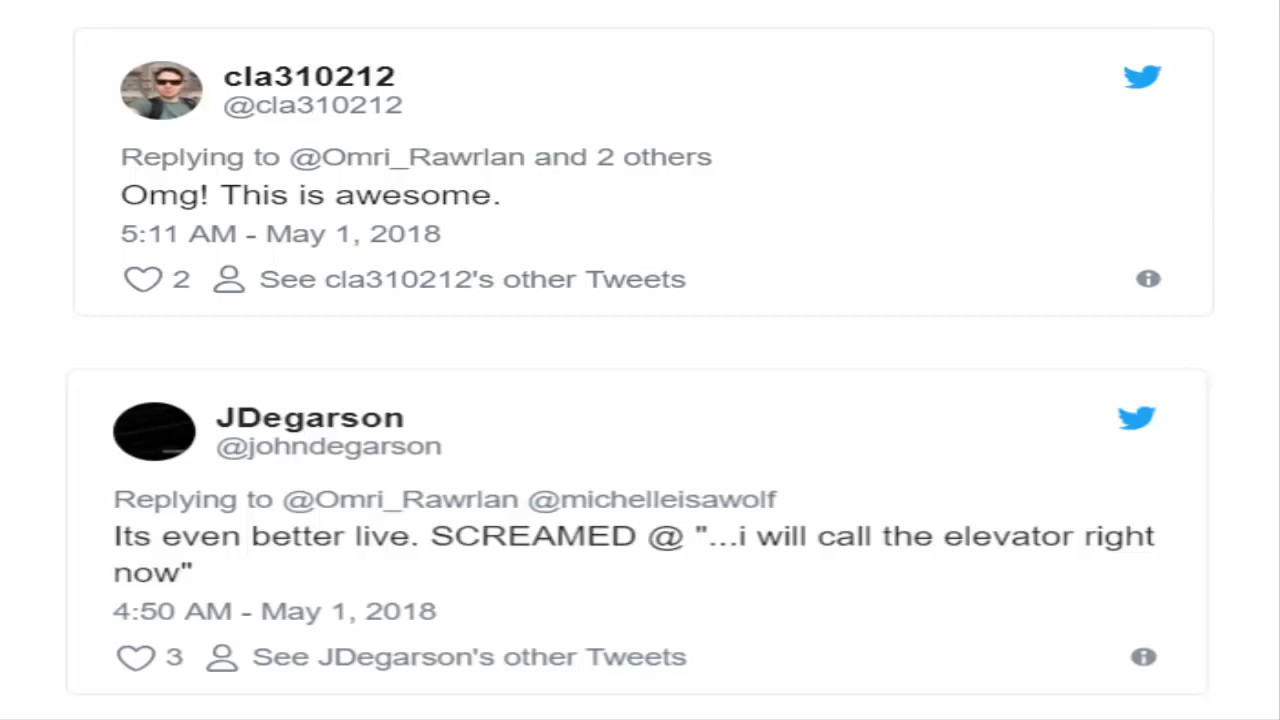 cla310212
@cla310212
Replying to @Omri_Rawrlan and 2 others
Omg! This is awesome.
5:11 AM - May 1, 2018
2 See cla310212's other Tweets
JDegarson
@johndegarson
Replying to @Omri_Rawrlan @michelleisawolf
Its even better live. SCREAMED @ "...i will call the elevator right
now"
4:50 AM - May 1, 2018
3 See JDegarson's other Tweets